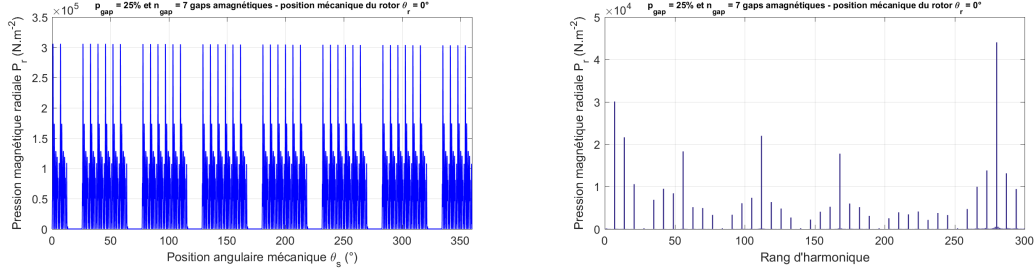 p_gap = 25% et n_gap = 7 gaps amagnétiques - position mécanique du rotor θ_r = 0°
×10^5
Pression magnétique radiale P_r (N.m^-2)
3.5
3
2.5
2
1.5
1
0.5
0
0 50 100 150 200 250 300 350
Position angulaire mécanique θ_s (°)
p_gap = 25% et n_gap = 7 gaps amagnétiques - position mécanique du rotor θ_r = 0°
×10^4
Pression magnétique radiale P_r (N.m^-2)
5
4
3
2
1
0
0 50 100 150 200 250 300
Rang d'harmonique